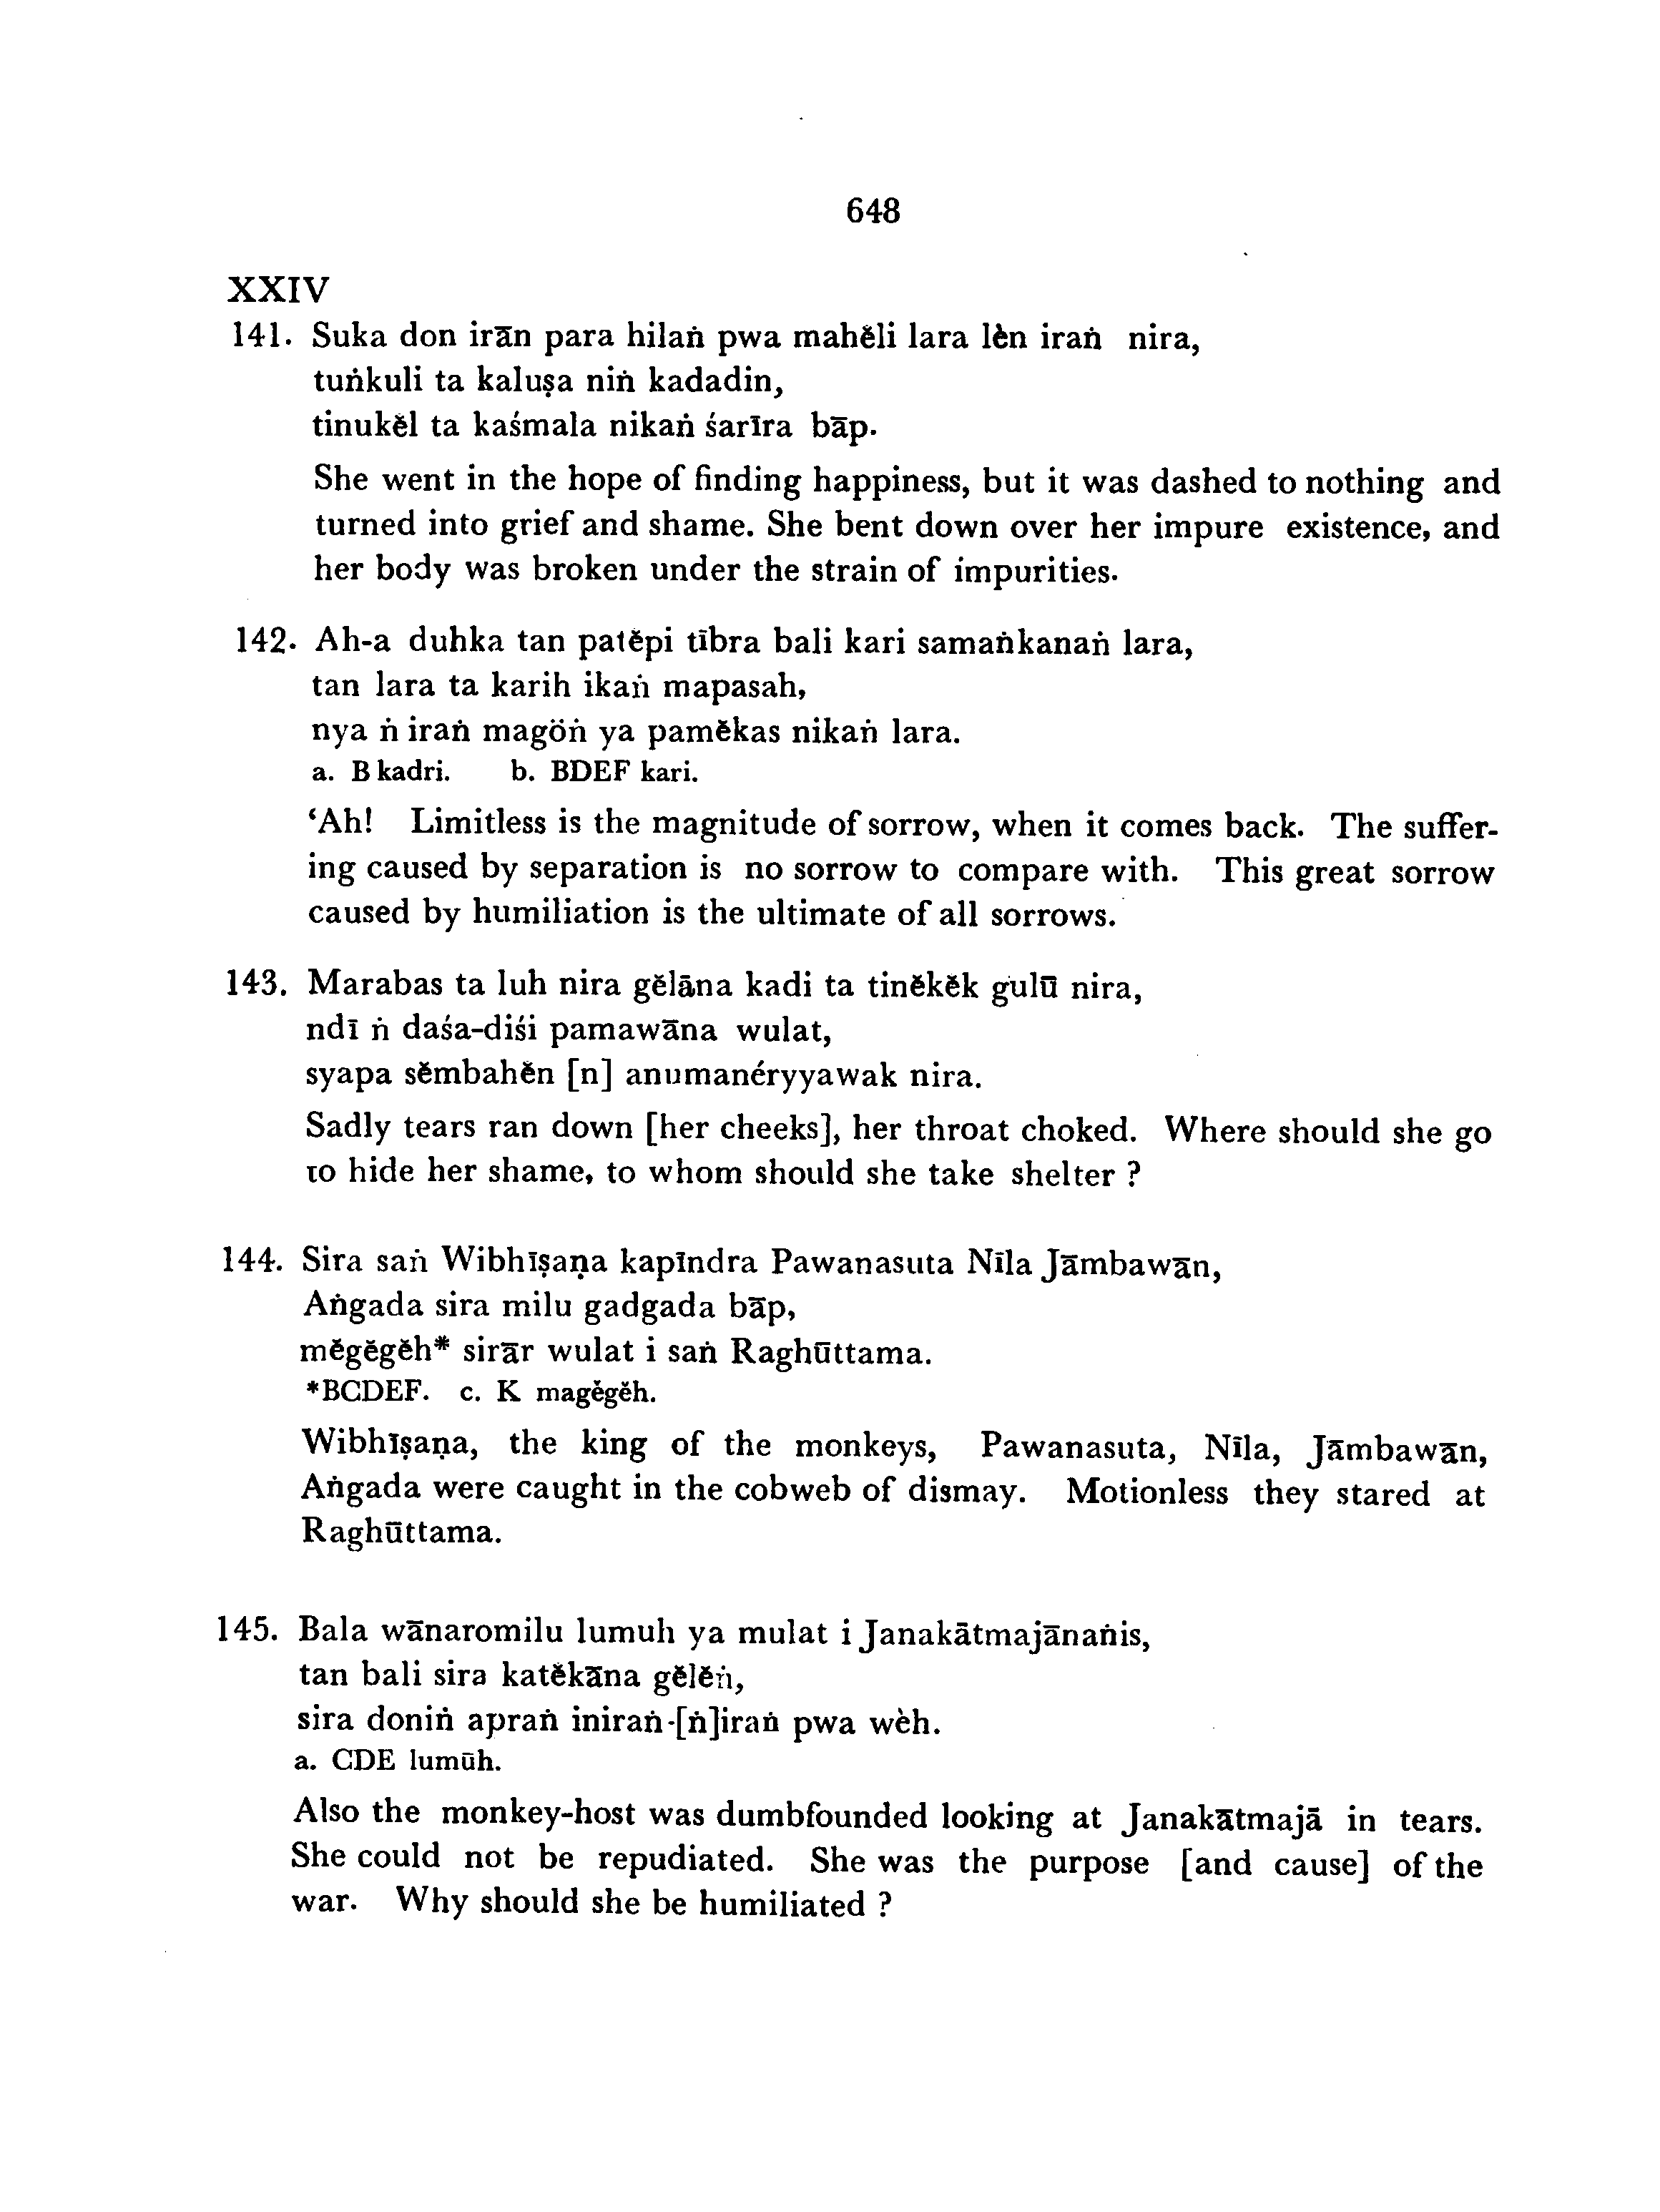 648
XXIV
141. Suka don irān para hilaṅ pwa mahĕli lara lèn iraṅ nira,
tuṅkuli ta kaluṣa niṅ kadadin,
tinukĕl ta kaśmala nikaṅ śarīra bāp.
She went in the hope of finding happiness, but it was dashed to nothing and
turned into grief and shame. She bent down over her impure existence, and
her body was broken under the strain of impurities.
142. Ah-a duhka tan patĕpi tībra bali kari samaṅkanaṅ lara,
tan lara ta karih ikaṅ mapasah,
nya ṅ iraṅ magöṅ ya pamĕkas nikaṅ lara.
a. B kadri. b. BDEF kari.
‘Ah! Limitless is the magnitude of sorrow, when it comes back. The suffer-
ing caused by separation is no sorrow to compare with. This great sorrow
caused by humiliation is the ultimate of all sorrows.
143. Marabas ta luh nira gĕlāna kadi ta tinĕkĕk gulū nira,
ndī ṅ daśa-diśi pamawāna wulat,
syapa sĕmbahĕn [n] anumanéryyawak nira.
Sadly tears ran down [her cheeks], her throat choked. Where should she go
to hide her shame, to whom should she take shelter ?
144. Sira saṅ Wibhīṣaṇa kapīndra Pawanasuta Nīla Jāmbawān,
Aṅgada sira milu gadgada bāp,
mĕgĕgĕh* sirār wulat i saṅ Raghūttama.
*BCDEF. c. K magĕgĕh.
Wibhīṣaṇa, the king of the monkeys, Pawanasuta, Nīla, Jāmbawān,
Aṅgada were caught in the cobweb of dismay. Motionless they stared at
Raghūttama.
145. Bala wānaromilu lumuh ya mulat i Janakātmajānaṅis,
tan bali sira katĕkāna gĕlĕṅ,
sira doniṅ apraṅ iniraṅ-[ṅ]iraṅ pwa wèh.
a. CDE lumūh.
Also the monkey-host was dumbfounded looking at Janakātmajā in tears.
She could not be repudiated. She was the purpose [and cause] of the
war. Why should she be humiliated ?